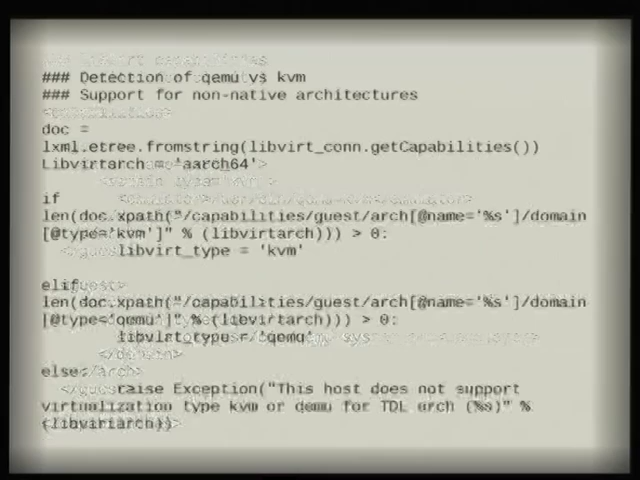 ### Detection of qemu vs kvm
### Support for non-native architectures
doc =
lxml.etree.fromstring(libvirt_conn.getCapabilities())
Libvirtarch = 'aarch64'
if
len(doc.xpath("/capabilities/guest/arch[@name='%s']/domain
[@type='kvm']" % (libvirtarch))) > 0:
libvirt_type = 'kvm'
elif
len(doc.xpath("/capabilities/guest/arch[@name='%s']/domain
[@type='qemu']" % (libvirtarch))) > 0:
libvirt_type = 'qemu'
else:
raise Exception("This host does not support
virtualization type kvm or qemu for TDL arch (%s)" %
(libvirtarch))